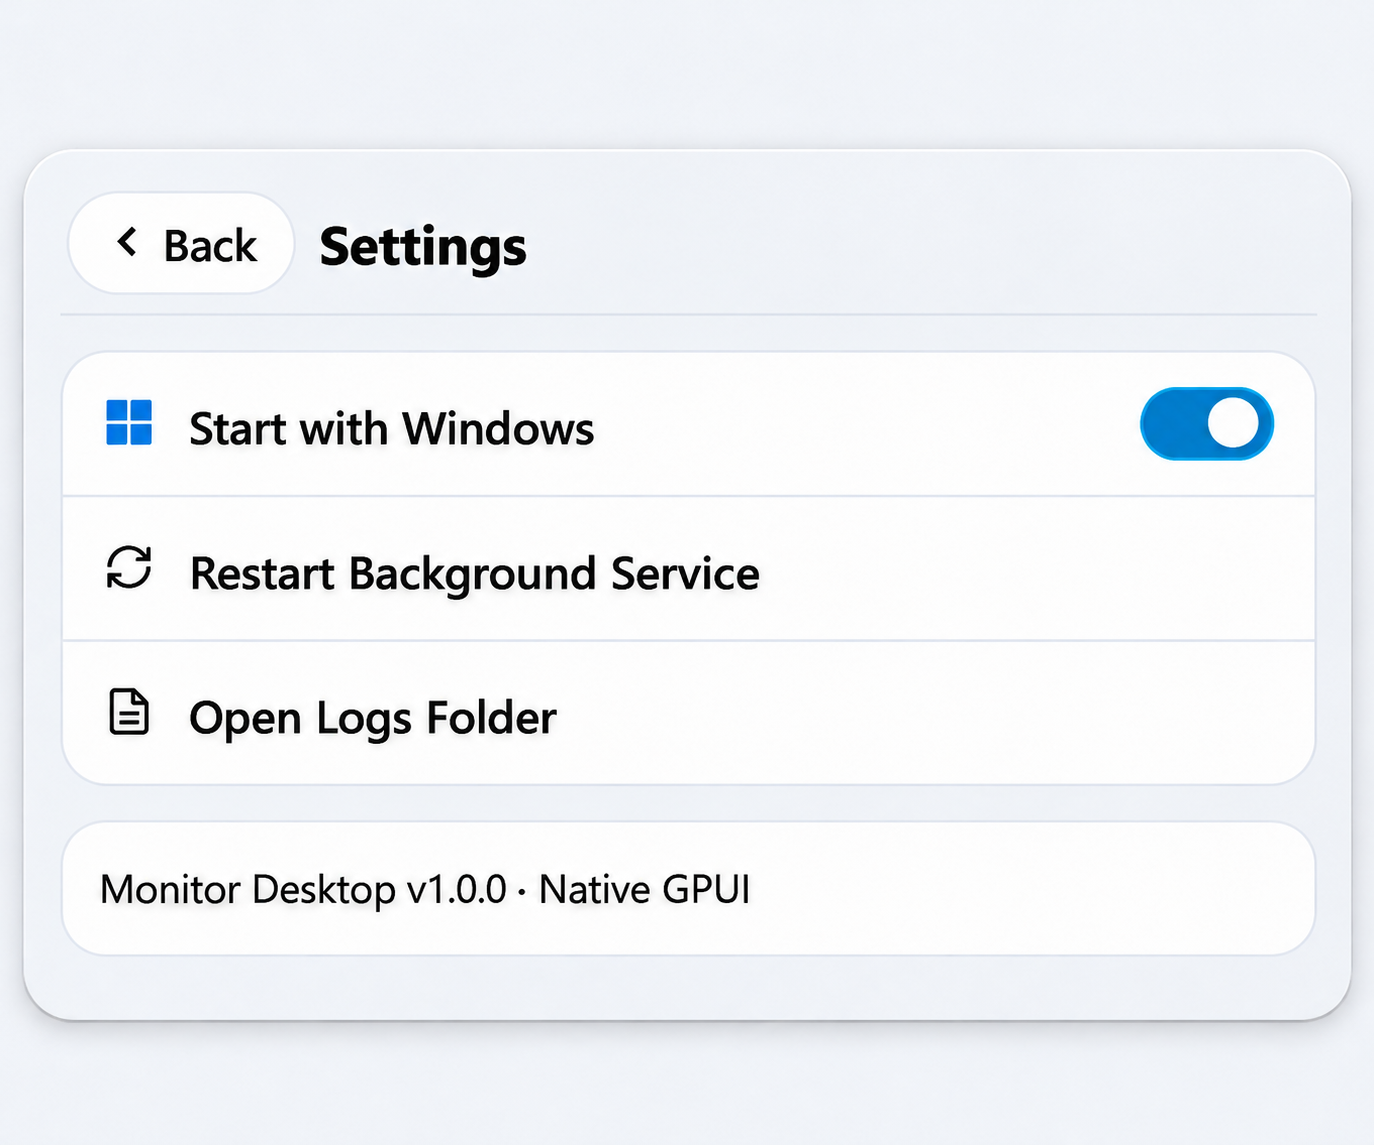 Back Settings
Start with Windows
Restart Background Service
Open Logs Folder
Monitor Desktop v1.0.0 · Native GPUI